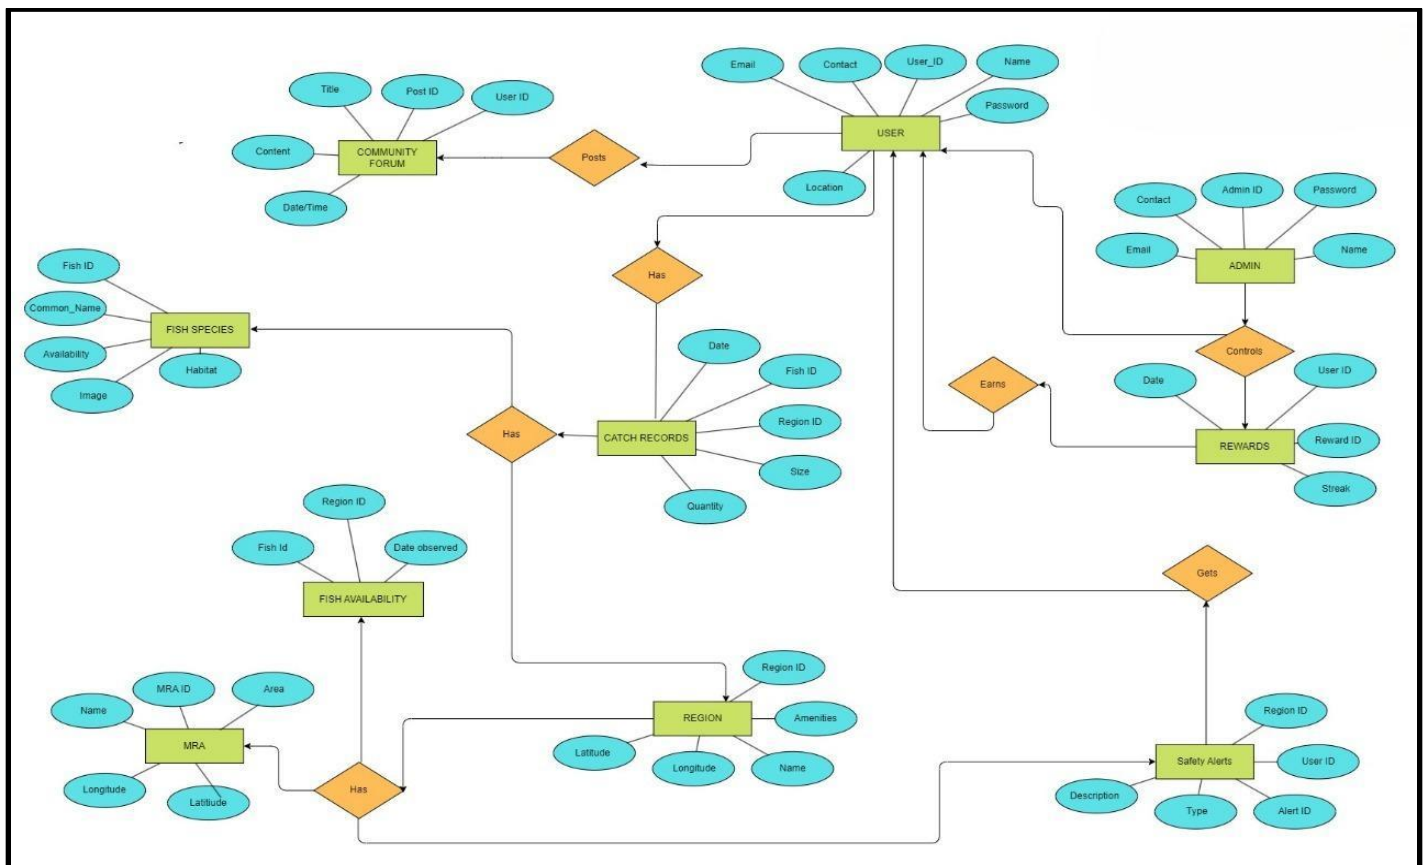 Email
Contact
User_ID
Name
Password
USER
Location
Title
Post ID
User ID
Content
COMMUNITY
FORUM
Date/Time
Posts
Contact
Admin ID
Password
Email
Name
ADMIN
Has
Fish ID
Common_Name
FISH SPECIES
Availability
Habitat
Image
Controls
Date
User ID
Earns
Reward ID
REWARDS
Streak
Date
Fish ID
Region ID
Has
CATCH RECORDS
Size
Quantity
Region ID
Fish Id
Date observed
FISH AVAILABILITY
Gets
MRA ID
Area
Name
MRA
Longitude
Latitiude
Has
Region ID
REGION
Amenities
Latitude
Longitude
Name
Region ID
Safety Alerts
User ID
Description
Type
Alert ID